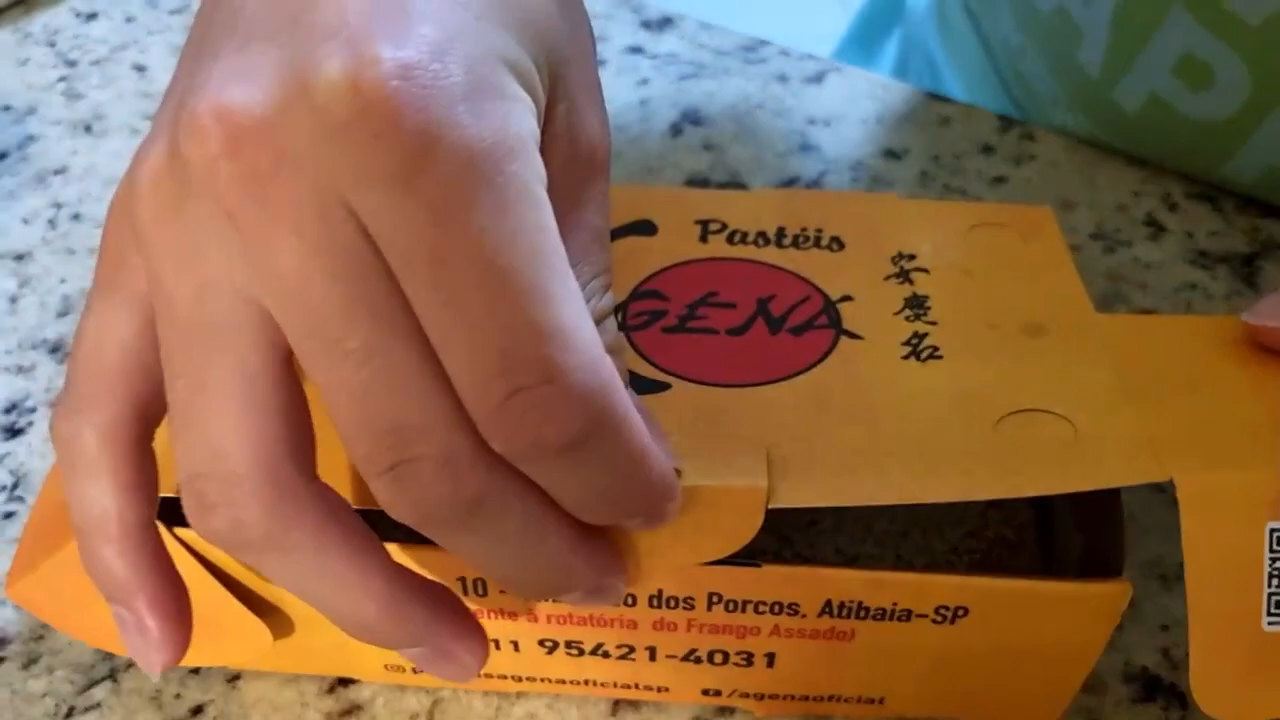 Pastéis
GENA
安
慶
名
10 - dos Porcos, Atibaia-SP
à rotatória do Frango Assado)
11 95421-4031
/agenaoficial